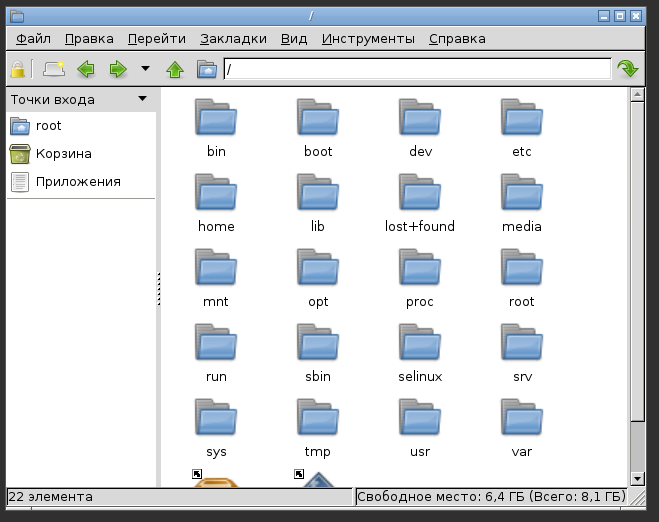 /
Файл Правка Перейти Закладки Вид Инструменты Справка
/
Точки входа
root
Корзина
Приложения
bin boot dev etc
home lib lost+found media
mnt opt proc root
run sbin selinux srv
sys tmp usr var
22 элемента Свободное место: 6,4 ГБ (Всего: 8,1 ГБ)